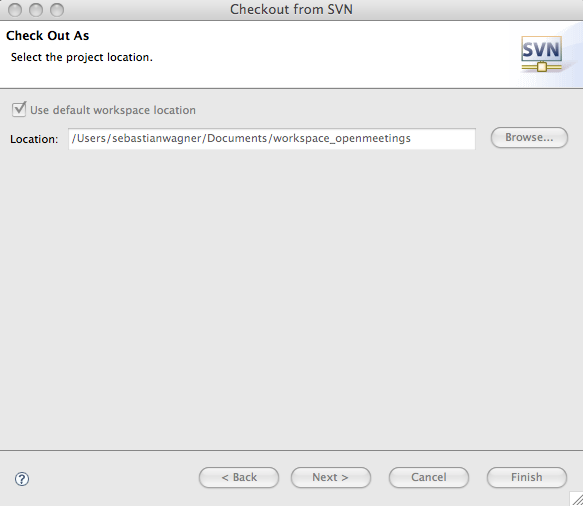 Checkout from SVN
Check Out As
Select the project location.
SVN
Use default workspace location
Location: /Users/sebastianwagner/Documents/workspace_openmeetings Browse...
? < Back Next > Cancel Finish